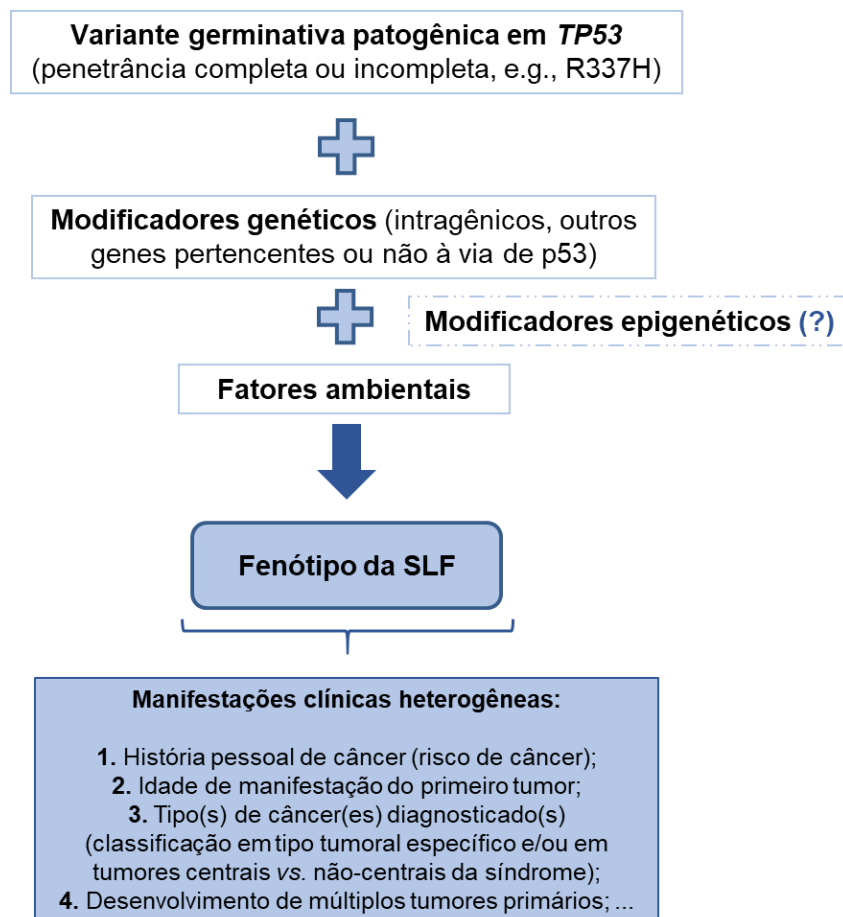 Variante germinativa patogênica em TP53
(penetrância completa ou incompleta, e.g., R337H)
Modificadores genéticos (intragênicos, outros
genes pertencentes ou não à via de p53)
Modificadores epigenéticos (?)
Fatores ambientais
Fenótipo da SLF
Manifestações clínicas heterogêneas:
1. História pessoal de câncer (risco de câncer);
2. Idade de manifestação do primeiro tumor;
3. Tipo(s) de câncer(es) diagnosticado(s)
(classificação em tipo tumoral específico e/ou em
tumores centrais vs. não-centrais da síndrome);
4. Desenvolvimento de múltiplos tumores primários; ...